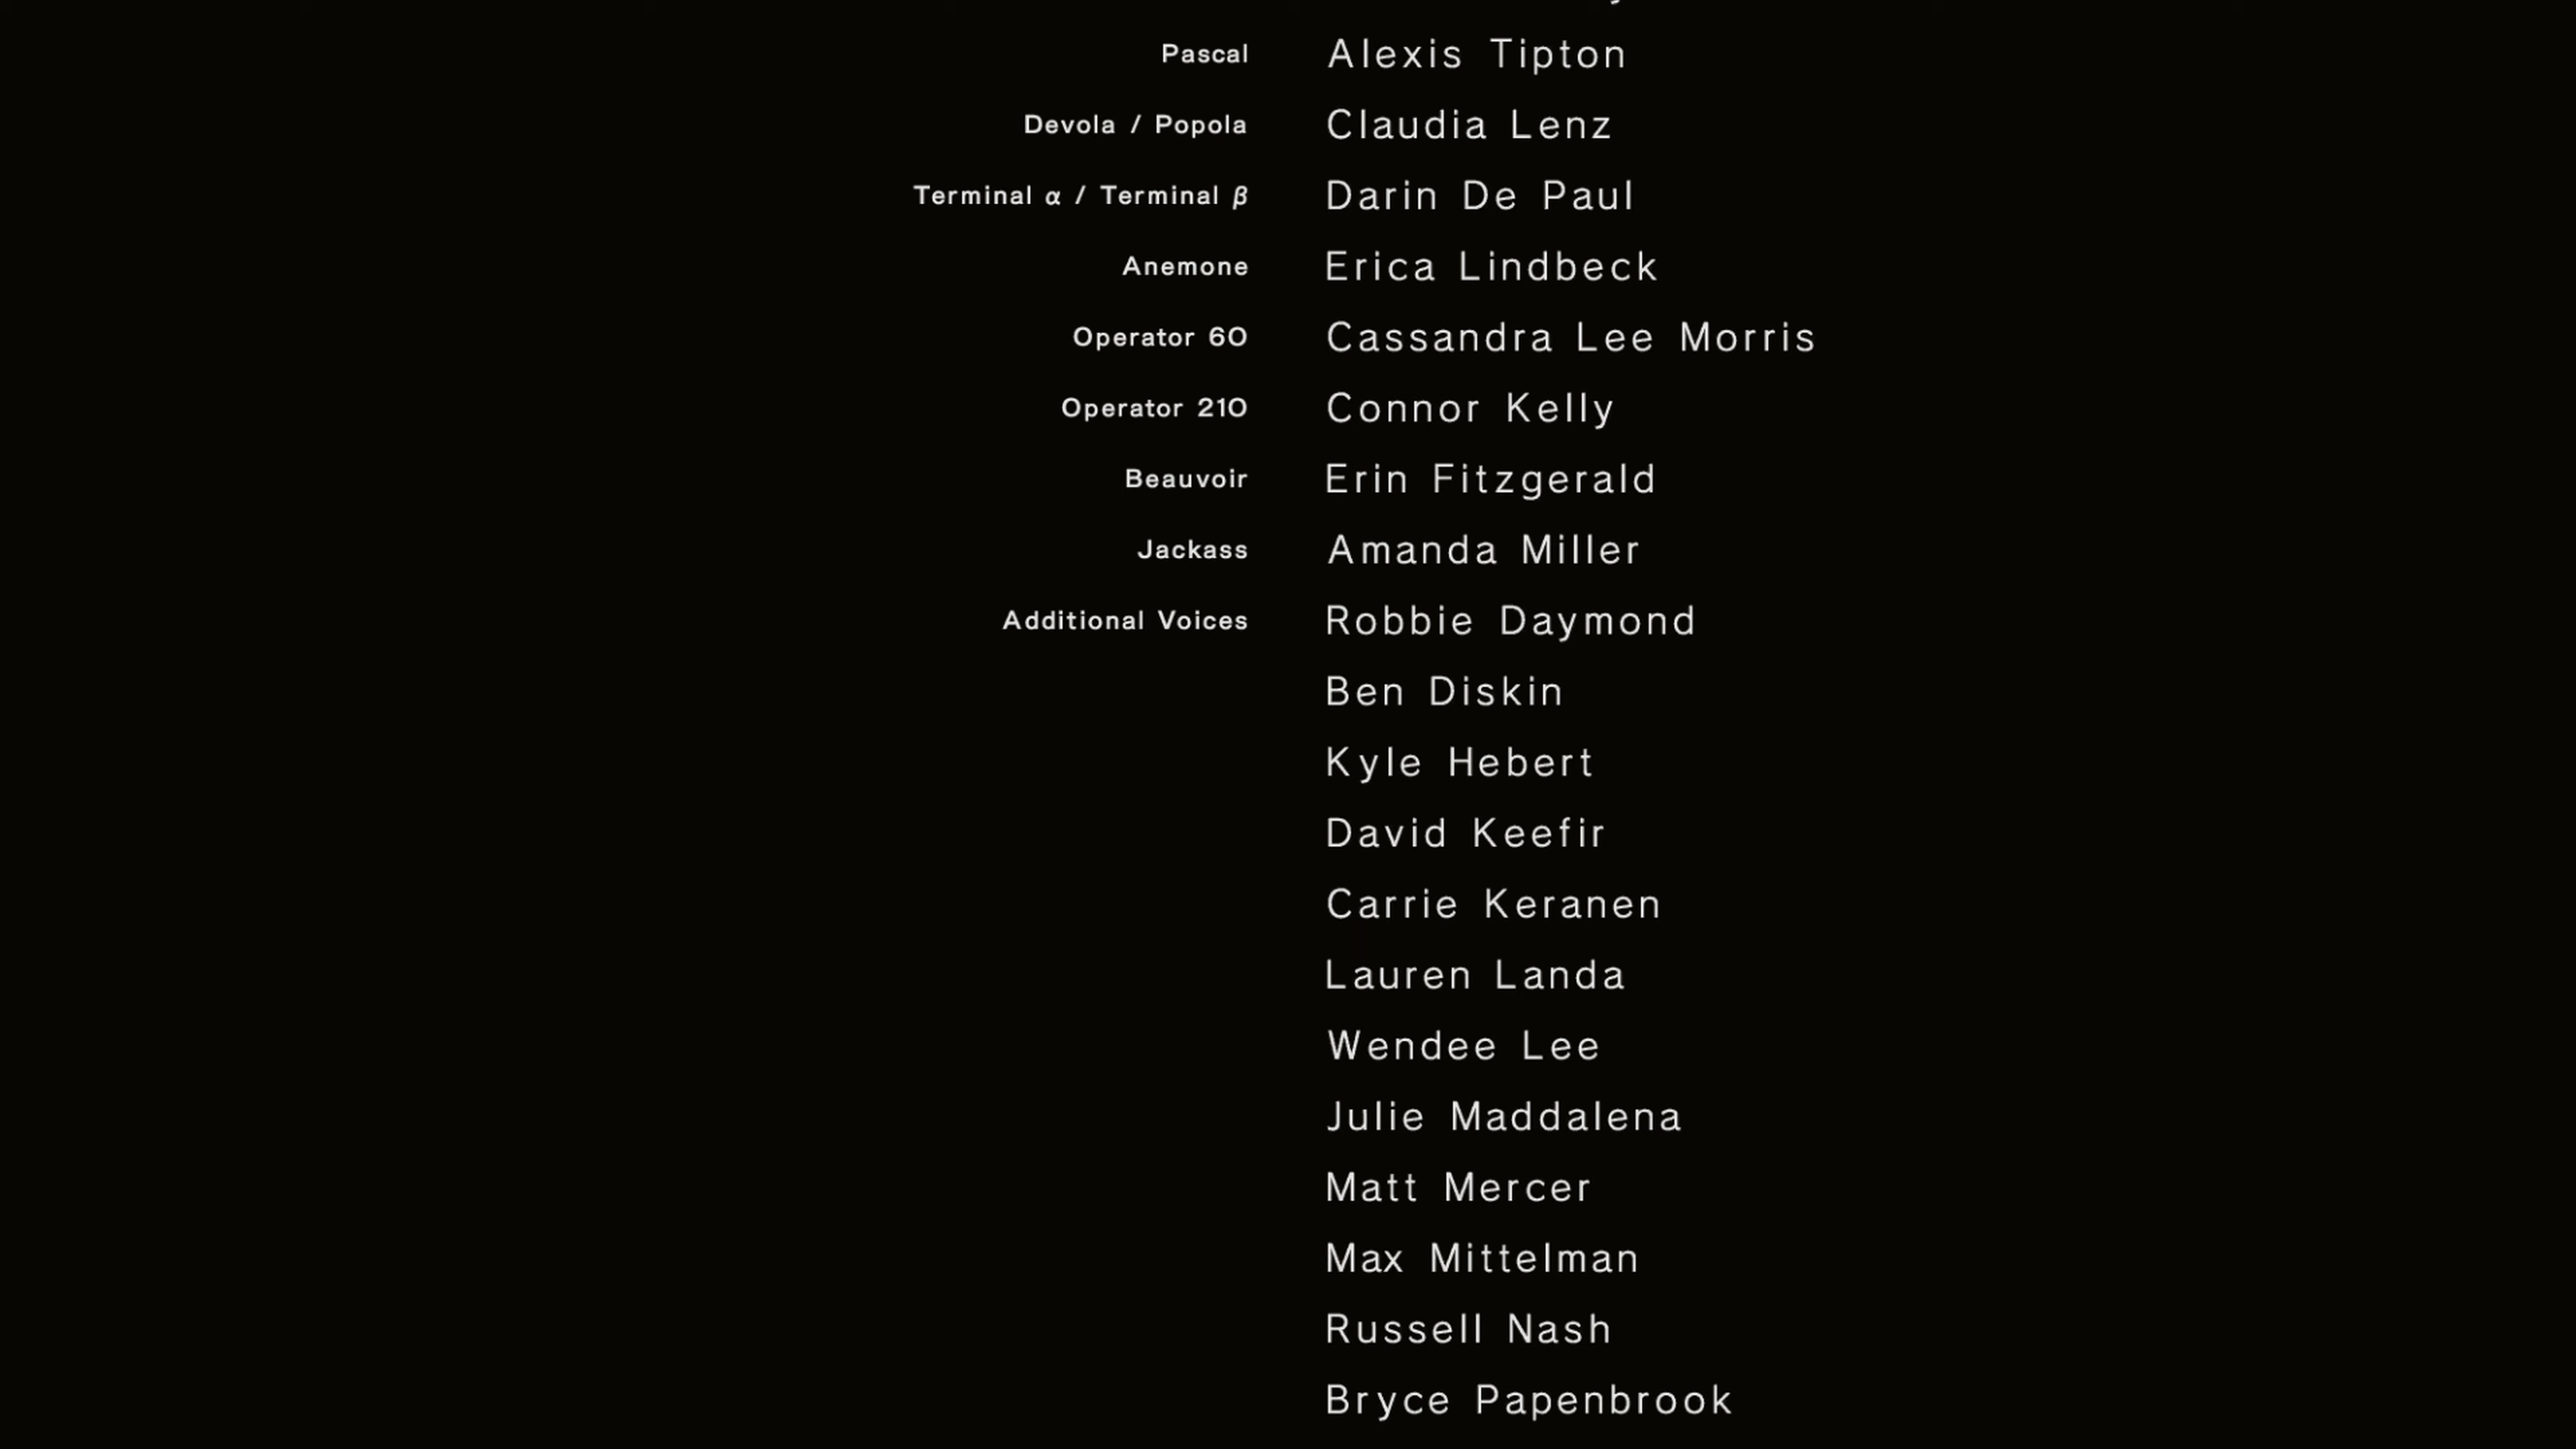 Pascal Alexis Tipton
Devola / Popola Claudia Lenz
Terminal α / Terminal β Darin De Paul
Anemone Erica Lindbeck
Operator 6O Cassandra Lee Morris
Operator 21O Connor Kelly
Beauvoir Erin Fitzgerald
Jackass Amanda Miller
Additional Voices Robbie Daymond
Ben Diskin
Kyle Hebert
David Keefir
Carrie Keranen
Lauren Landa
Wendee Lee
Julie Maddalena
Matt Mercer
Max Mittelman
Russell Nash
Bryce Papenbrook